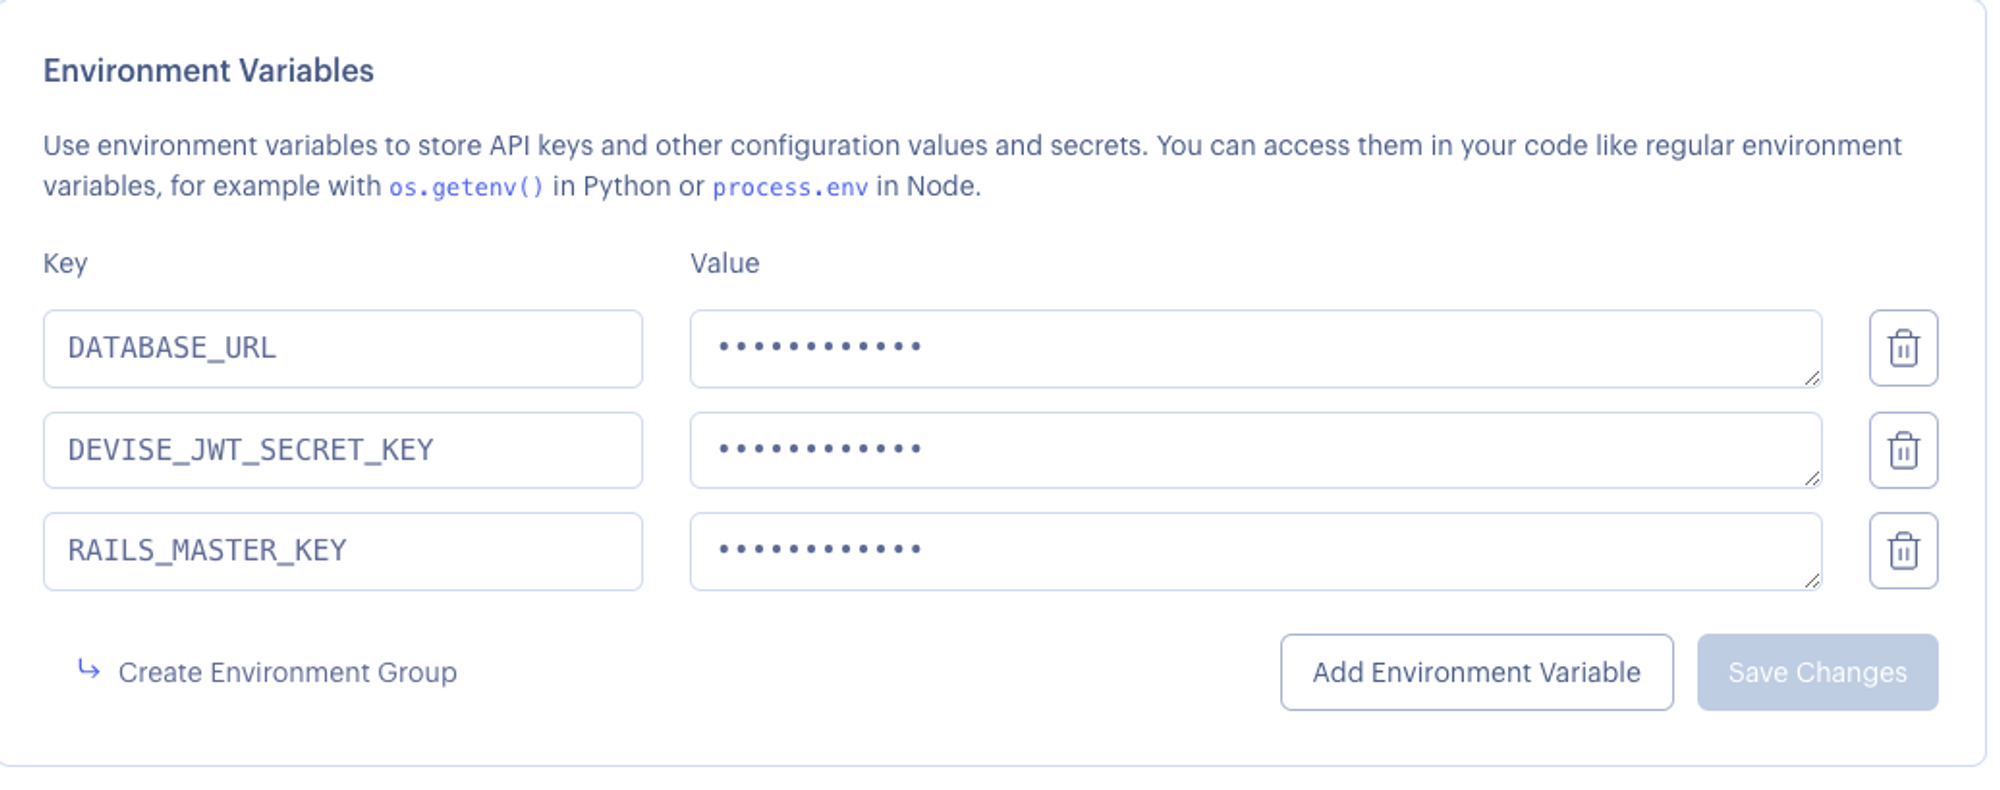 Environment Variables
Use environment variables to store API keys and other configuration values and secrets. You can access them in your code like regular environment
variables, for example with os.getenv() in Python or process.env in Node.
Key Value
DATABASE_URL ••••••••••••
DEVISE_JWT_SECRET_KEY ••••••••••••
RAILS_MASTER_KEY ••••••••••••
Create Environment Group Add Environment Variable Save Changes